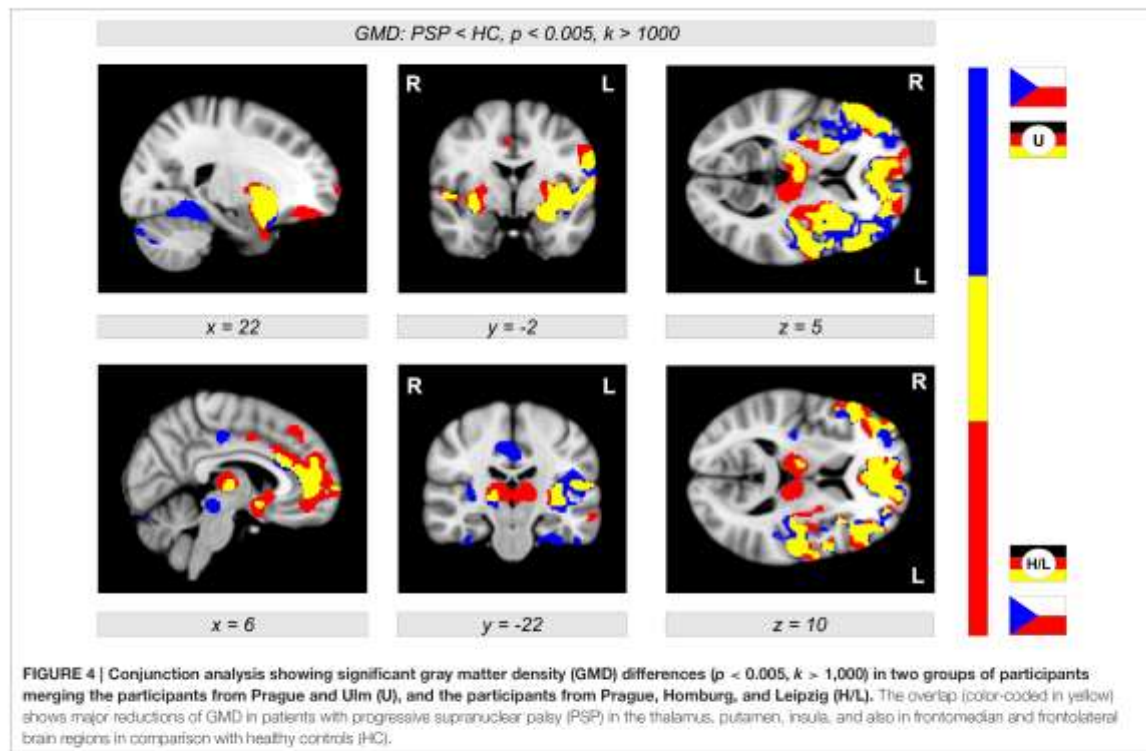 GMD: PSP < HC, p < 0.005, k > 1000
R L R
U
L
x = 22 y = -2 z = 5
R L R
H/L
L
x = 6 y = -22 z = 10
FIGURE 4 | Conjunction analysis showing significant gray matter density (GMD) differences (p < 0.005, k > 1,000) in two groups of participants
merging the participants from Prague and Ulm (U), and the participants from Prague, Homburg, and Leipzig (H/L). The overlap (color-coded in yellow)
shows major reductions of GMD in patients with progressive supranuclear palsy (PSP) in the thalamus, putamen, insula, and also in frontomedian and frontolateral
brain regions in comparison with healthy controls (HC).